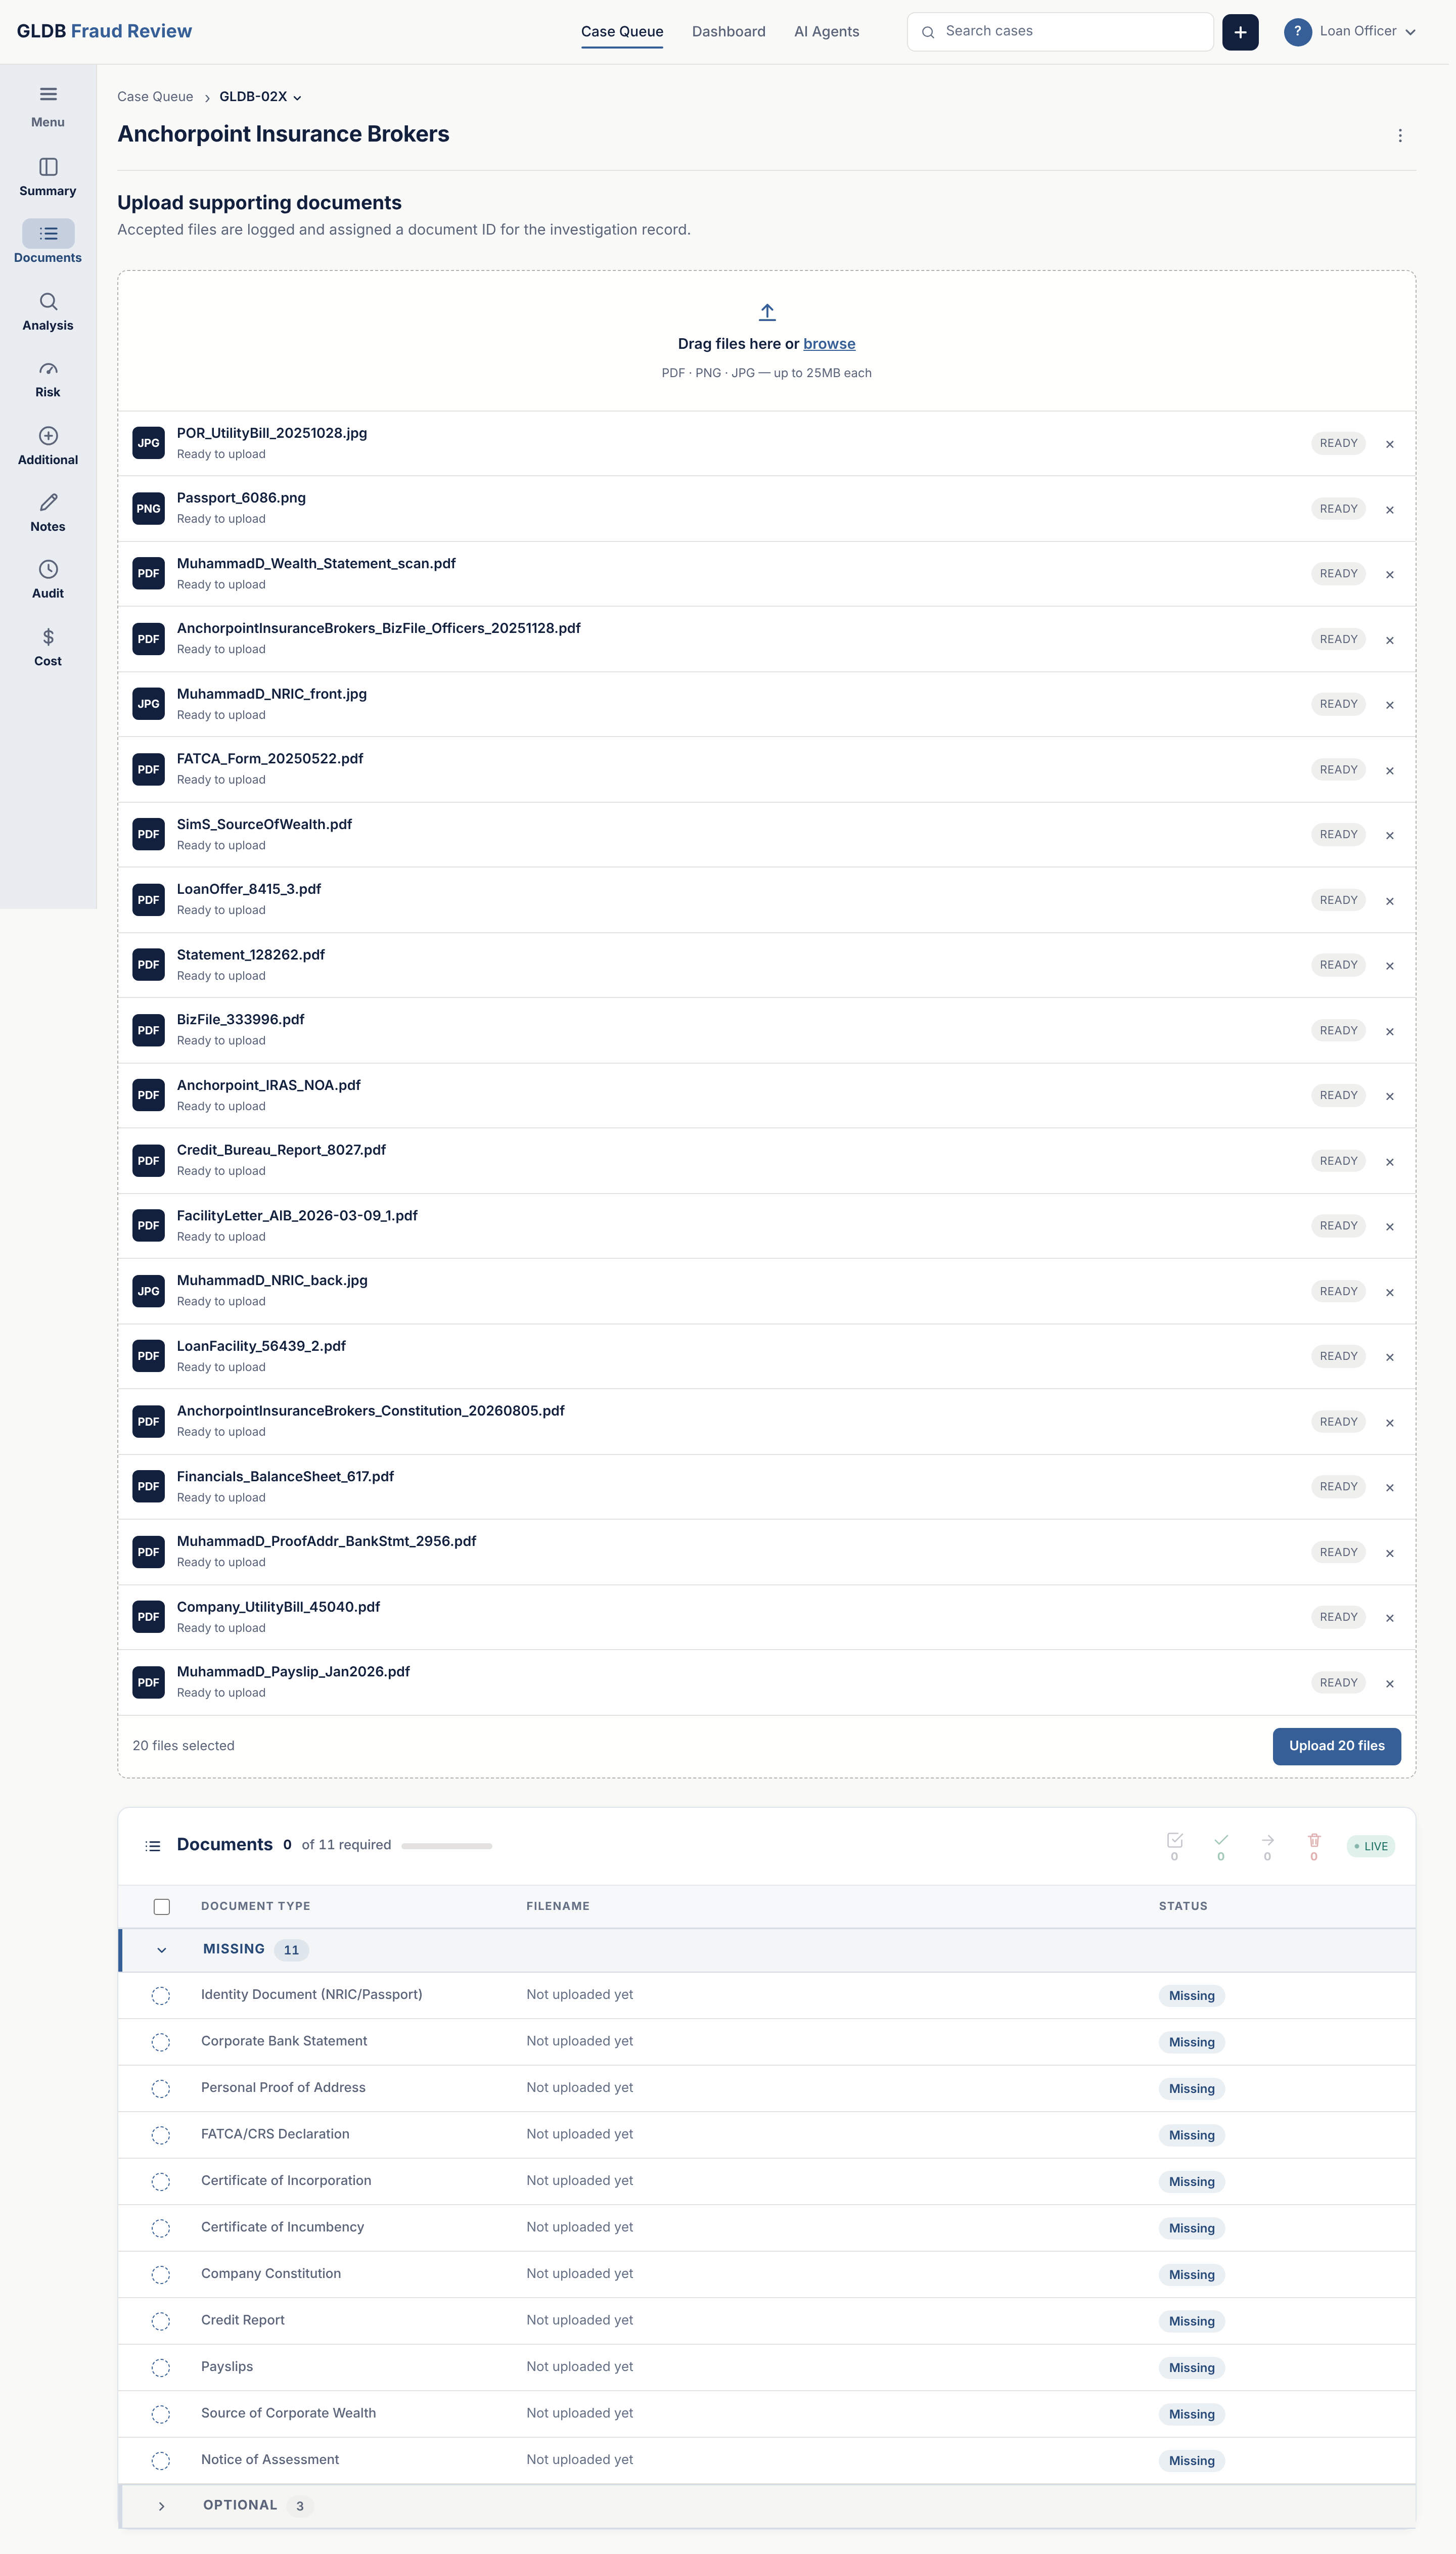 GLDB Fraud Review
Case Queue
Dashboard
AI Agents
Search cases
+
?
Loan Officer
Menu
Summary
Documents
Analysis
Risk
Additional
Notes
Audit
Cost
Case Queue › GLDB-02X
Anchorpoint Insurance Brokers
Upload supporting documents
Accepted files are logged and assigned a document ID for the investigation record.
Drag files here or browse
PDF · PNG · JPG — up to 25MB each
JPG
POR_UtilityBill_20251028.jpg
Ready to upload
READY
×
PNG
Passport_6086.png
Ready to upload
READY
×
PDF
MuhammadD_Wealth_Statement_scan.pdf
Ready to upload
READY
×
PDF
AnchorpointInsuranceBrokers_BizFile_Officers_20251128.pdf
Ready to upload
READY
×
JPG
MuhammadD_NRIC_front.jpg
Ready to upload
READY
×
PDF
FATCA_Form_20250522.pdf
Ready to upload
READY
×
PDF
SimS_SourceOfWealth.pdf
Ready to upload
READY
×
PDF
LoanOffer_8415_3.pdf
Ready to upload
READY
×
PDF
Statement_128262.pdf
Ready to upload
READY
×
PDF
BizFile_333996.pdf
Ready to upload
READY
×
PDF
Anchorpoint_IRAS_NOA.pdf
Ready to upload
READY
×
PDF
Credit_Bureau_Report_8027.pdf
Ready to upload
READY
×
PDF
FacilityLetter_AIB_2026-03-09_1.pdf
Ready to upload
READY
×
JPG
MuhammadD_NRIC_back.jpg
Ready to upload
READY
×
PDF
LoanFacility_56439_2.pdf
Ready to upload
READY
×
PDF
AnchorpointInsuranceBrokers_Constitution_20260805.pdf
Ready to upload
READY
×
PDF
Financials_BalanceSheet_617.pdf
Ready to upload
READY
×
PDF
MuhammadD_ProofAddr_BankStmt_2956.pdf
Ready to upload
READY
×
PDF
Company_UtilityBill_45040.pdf
Ready to upload
READY
×
PDF
MuhammadD_Payslip_Jan2026.pdf
Ready to upload
READY
×
20 files selected
Upload 20 files
Documents 0 of 11 required
0
0
0
0
LIVE
DOCUMENT TYPE FILENAME STATUS
MISSING 11
Identity Document (NRIC/Passport) Not uploaded yet Missing
Corporate Bank Statement Not uploaded yet Missing
Personal Proof of Address Not uploaded yet Missing
FATCA/CRS Declaration Not uploaded yet Missing
Certificate of Incorporation Not uploaded yet Missing
Certificate of Incumbency Not uploaded yet Missing
Company Constitution Not uploaded yet Missing
Credit Report Not uploaded yet Missing
Payslips Not uploaded yet Missing
Source of Corporate Wealth Not uploaded yet Missing
Notice of Assessment Not uploaded yet Missing
OPTIONAL 3